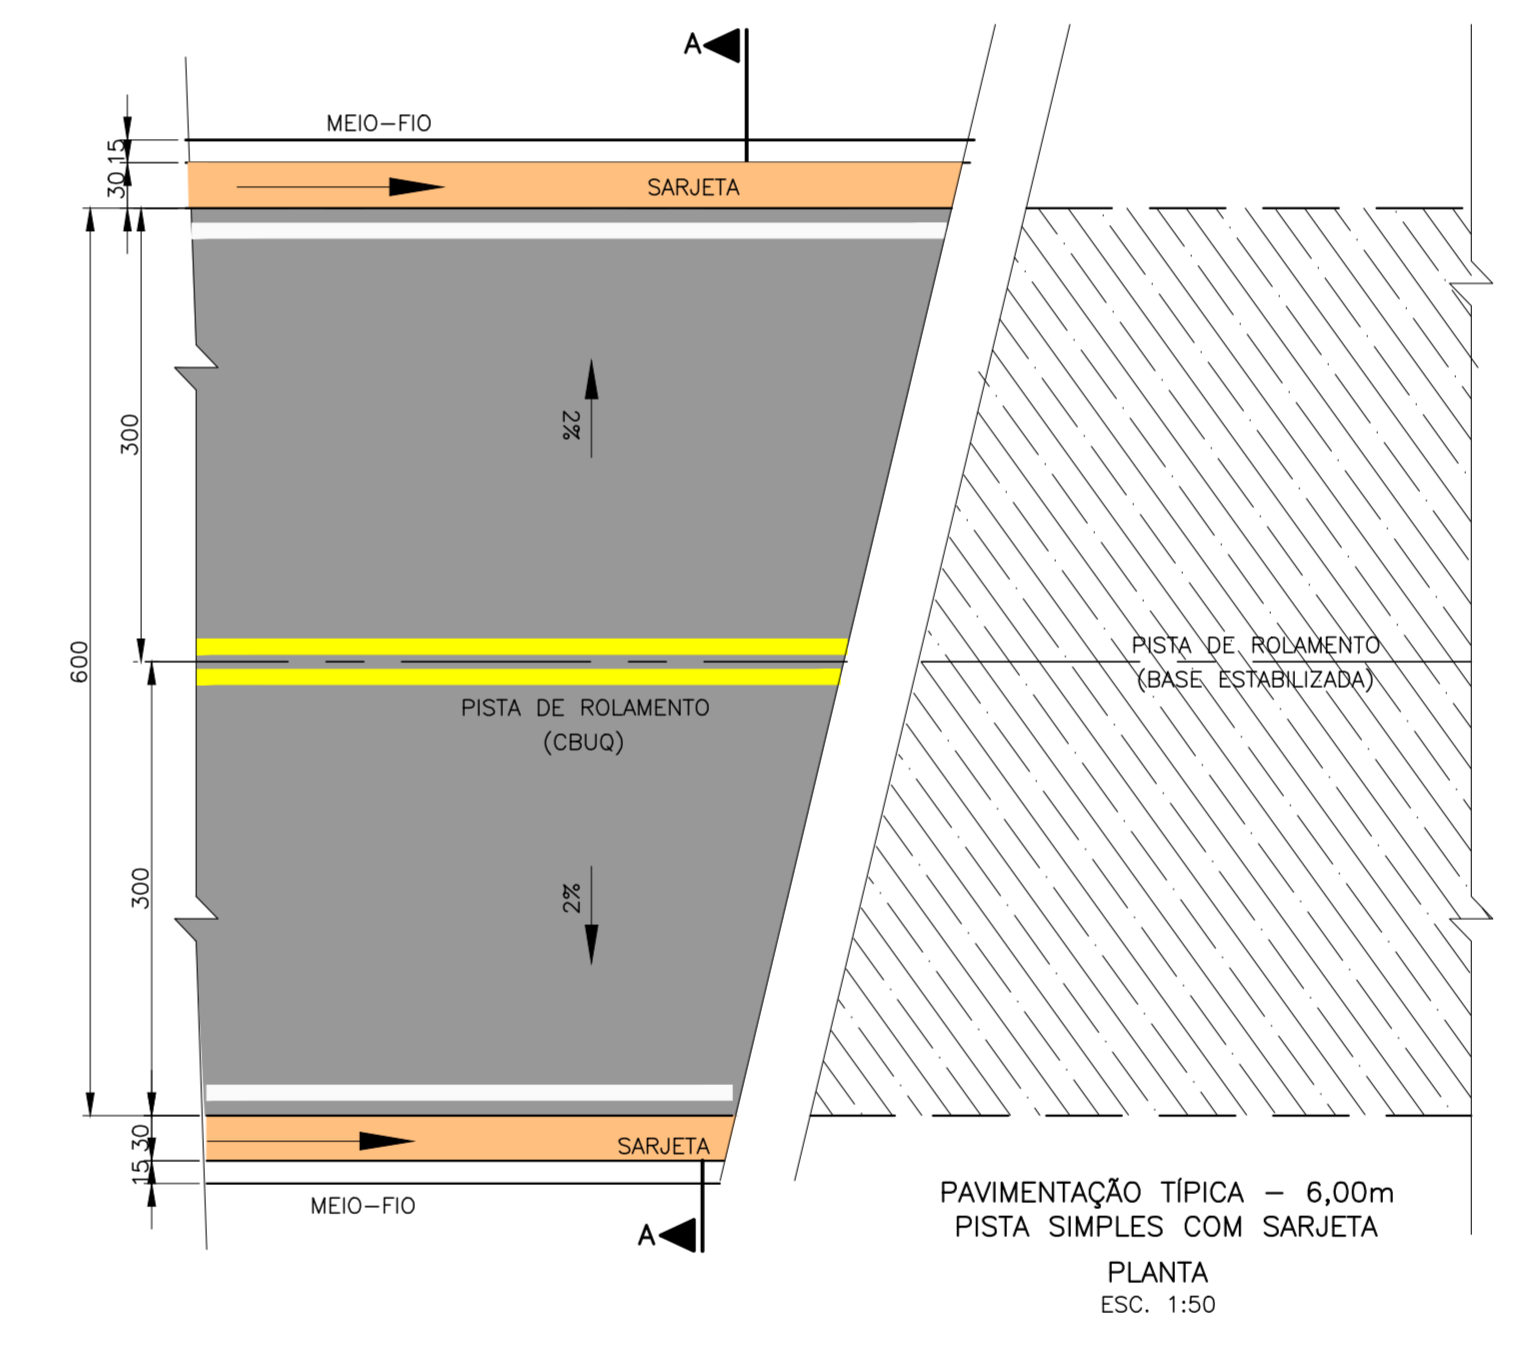 A
MEIO-FIO
15
30
SARJETA
300
2%
600
PISTA DE ROLAMENTO
(BASE ESTABILIZADA)
PISTA DE ROLAMENTO
(CBUQ)
300
2%
30
SARJETA
15
MEIO-FIO
A
PAVIMENTAÇÃO TÍPICA - 6,00m
PISTA SIMPLES COM SARJETA
PLANTA
ESC. 1:50